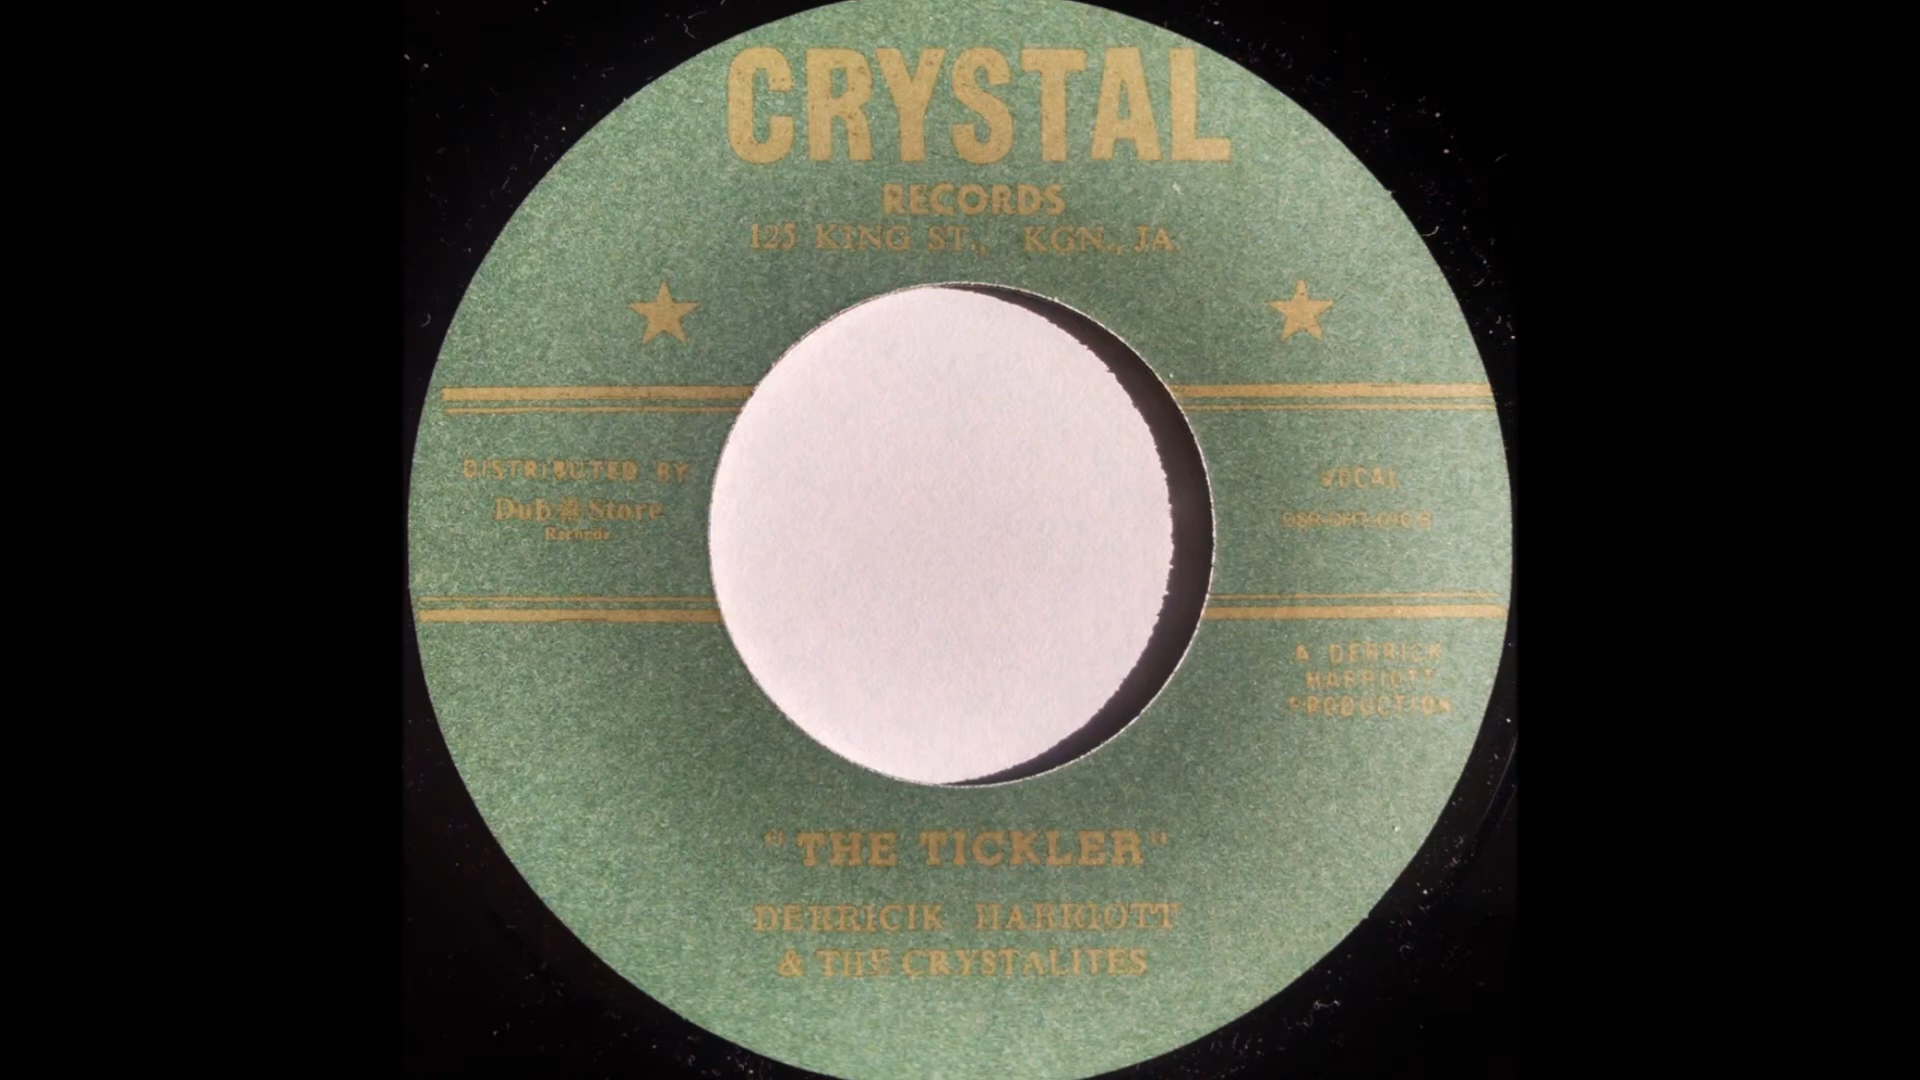 CRYSTAL
RECORDS
125 KING ST., KGN., JA.
DISTRIBUTED BY
Dub Store
Records
VOCAL
A DERRICK
HARRIOTT
PRODUCTION
"THE TICKLER"
DERRICIK HARRIOTT
& THE CRYSTALITES